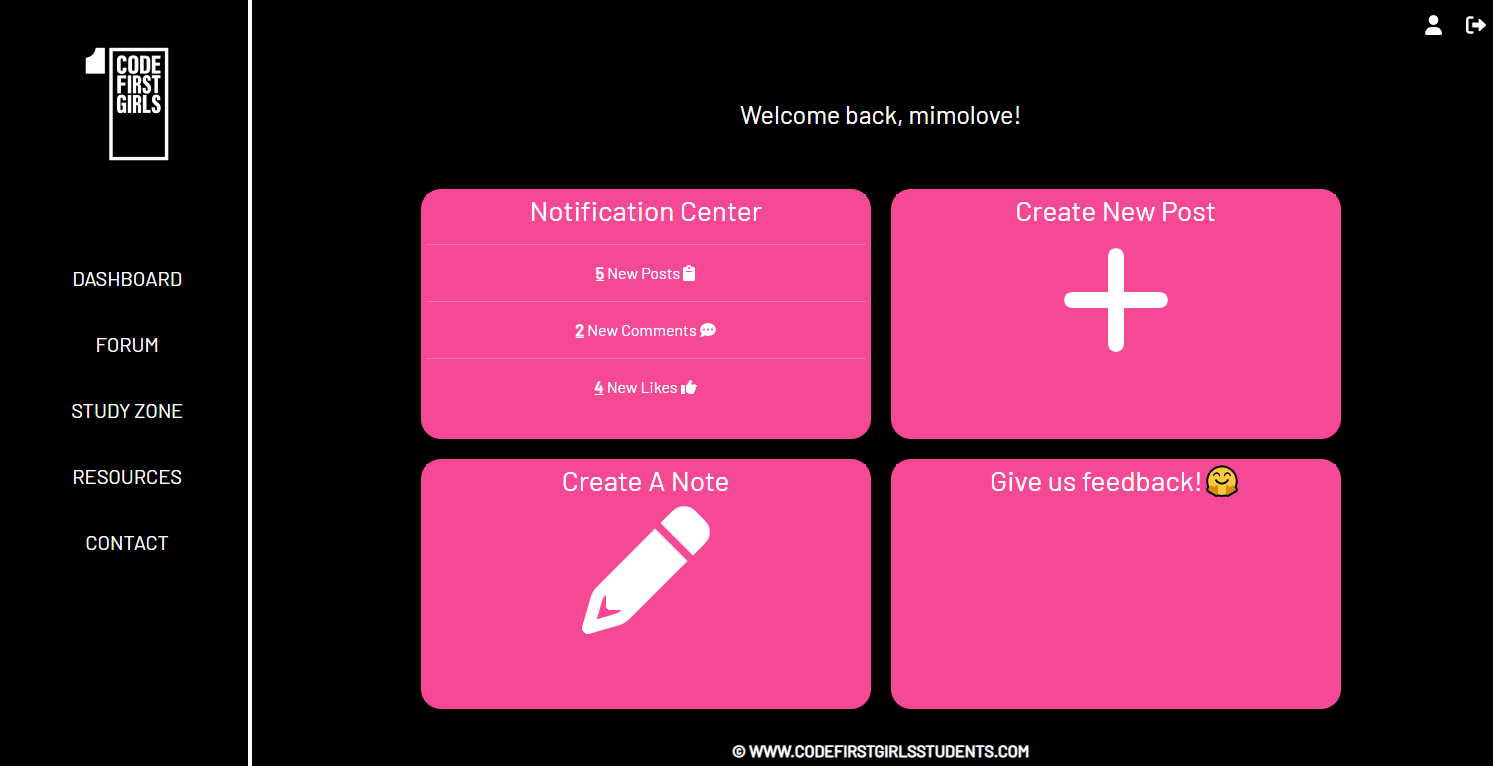 CODE
FIRST
GIRLS
DASHBOARD
FORUM
STUDY ZONE
RESOURCES
CONTACT
Welcome back, mimolove!
Notification Center
5 New Posts
2 New Comments
4 New Likes
Create New Post
Create A Note
Give us feedback!🤗
© WWW.CODEFIRSTGIRLSSTUDENTS.COM